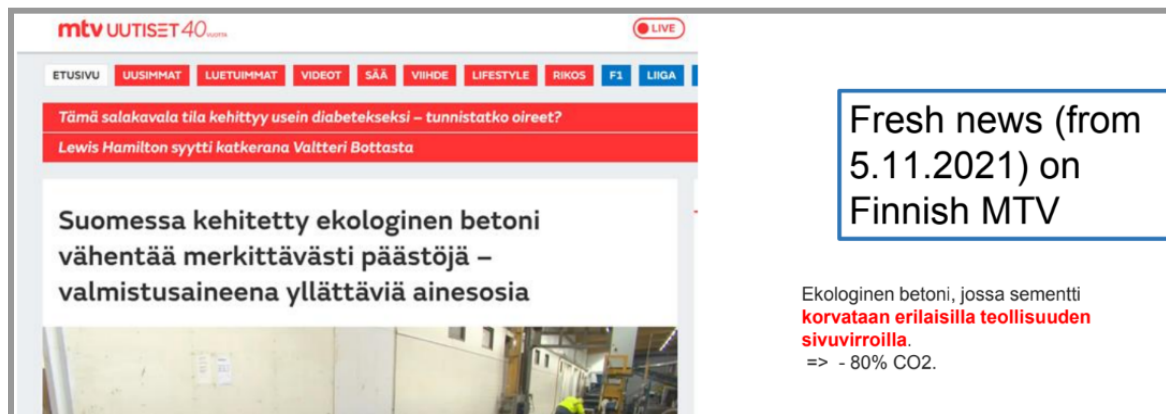 mtv UUTISET 40 vuotta
LIVE
ETUSIVU UUSIMMAT LUETUIMMAT VIDEOT SÄÄ VIIHDE LIFESTYLE RIKOS F1 LIIGA
Tämä salakavala tila kehittyy usein diabetekseksi – tunnistatko oireet?
Lewis Hamilton syytti katkerana Valtteri Bottasta
Suomessa kehitetty ekologinen betoni
vähentää merkittävästi päästöjä –
valmistusaineena yllättäviä ainesosia
Fresh news (from
5.11.2021) on
Finnish MTV
Ekologinen betoni, jossa sementti
korvataan erilaisilla teollisuuden
sivuvirroilla.
=> - 80% CO2.